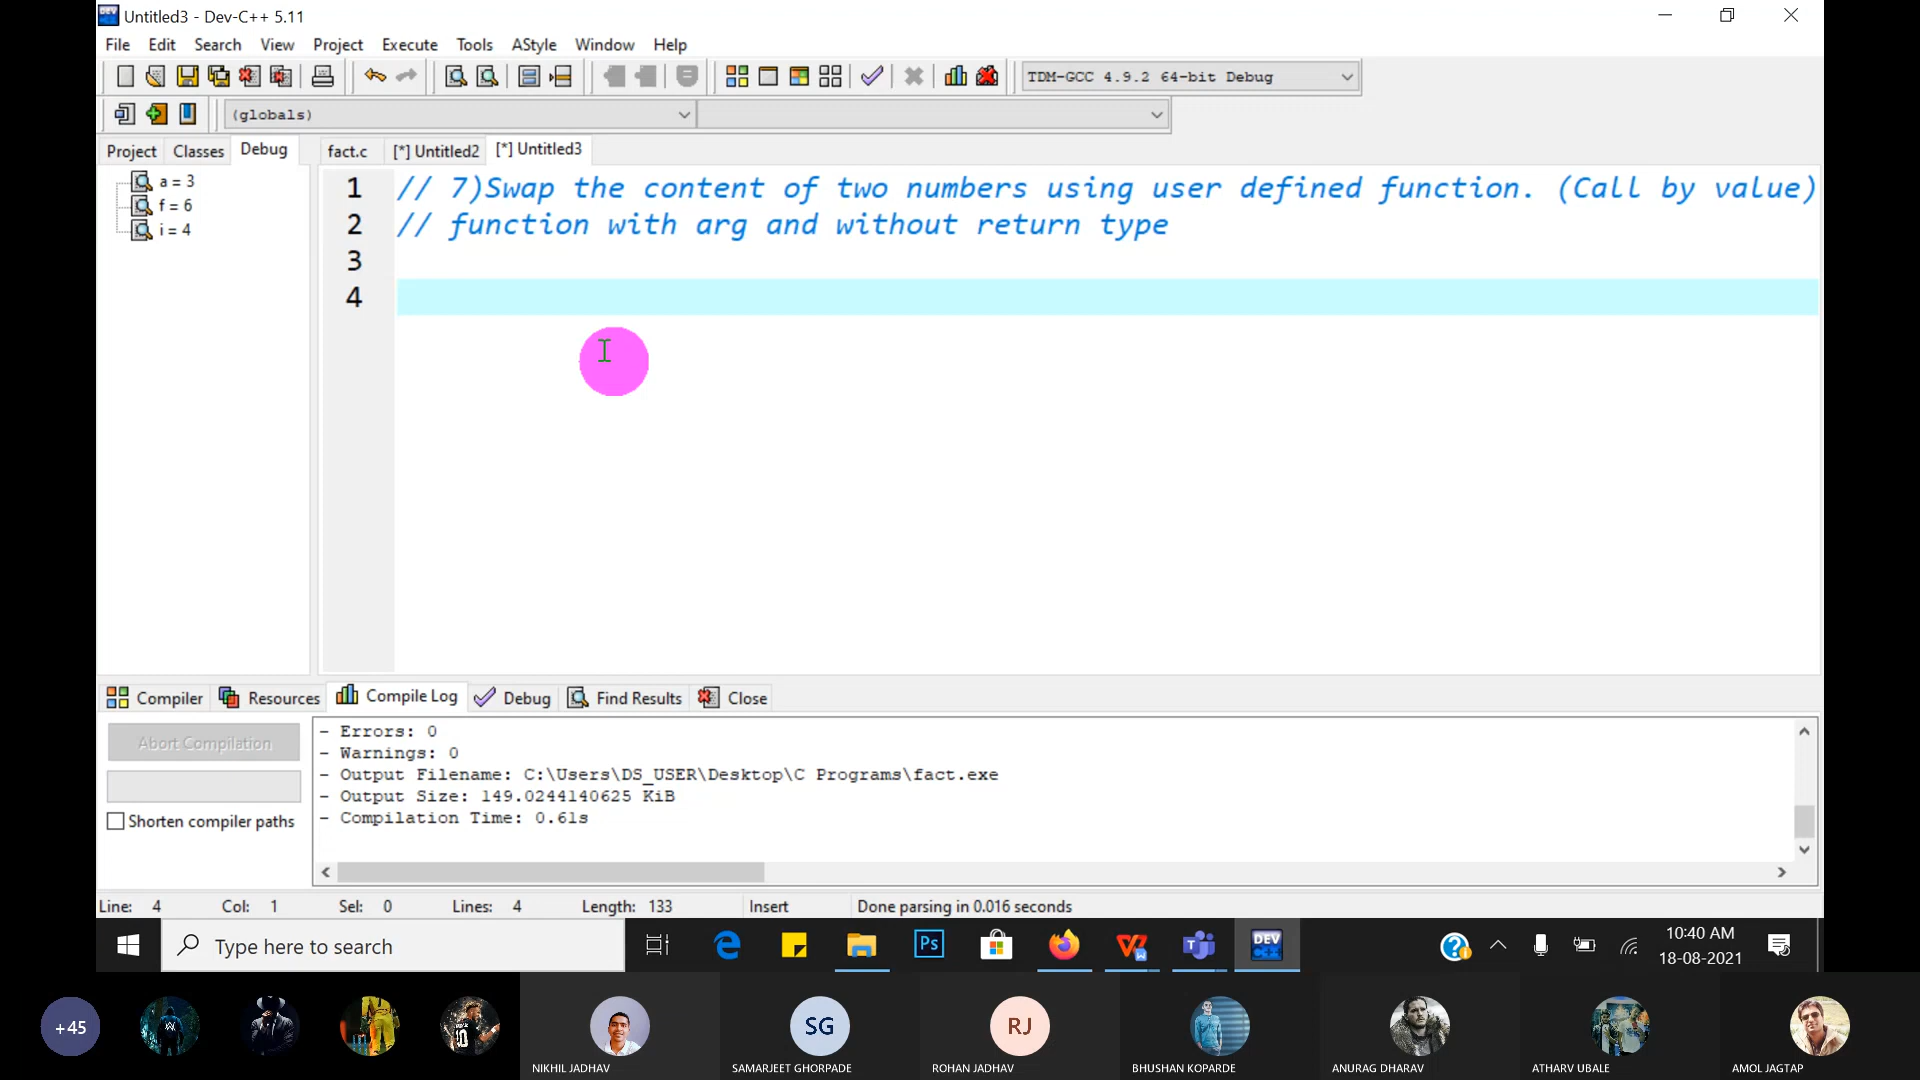 Untitled3 - Dev-C++ 5.11
File Edit Search View Project Execute Tools AStyle Window Help
TDM-GCC 4.9.2 64-bit Debug
(globals)
Project Classes Debug
fact.c [*] Untitled2 [*] Untitled3
a = 3
f = 6
i = 4
1 // 7)Swap the content of two numbers using user defined function. (Call by value)
2 // function with arg and without return type
3
4
Compiler Resources Compile Log Debug Find Results Close
Abort Compilation
Shorten compiler paths
- Errors: 0
- Warnings: 0
- Output Filename: C:\Users\DS_USER\Desktop\C Programs\fact.exe
- Output Size: 149.0244140625 KiB
- Compilation Time: 0.61s
Line: 4 Col: 1 Sel: 0 Lines: 4 Length: 133 Insert Done parsing in 0.016 seconds
Type here to search
Ps
DEV C++
10:40 AM
18-08-2021
+45
10
SG
RJ
NIKHIL JADHAV
SAMARJEET GHORPADE
ROHAN JADHAV
BHUSHAN KOPARDE
ANURAG DHARAV
ATHARV UBALE
AMOL JAGTAP